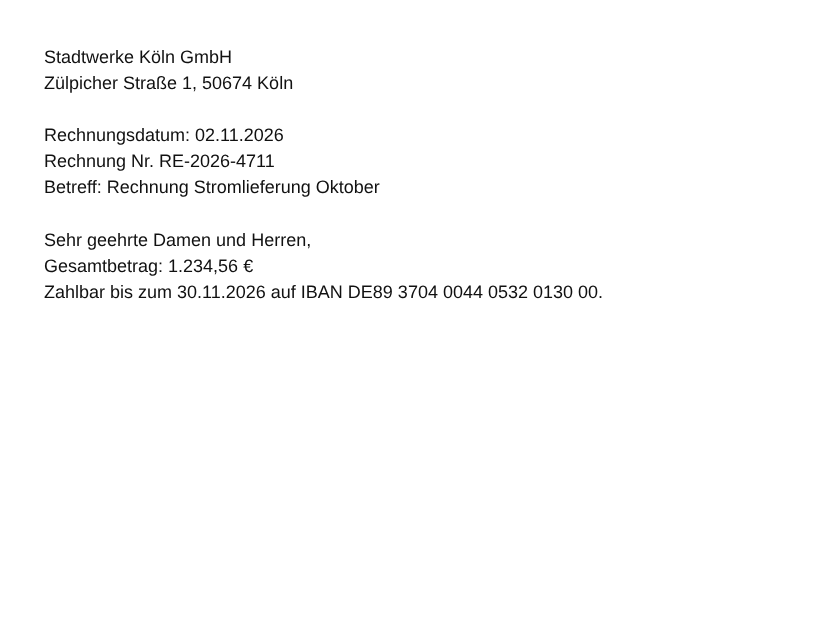 Stadtwerke Köln GmbH
Zülpicher Straße 1, 50674 Köln
Rechnungsdatum: 02.11.2026
Rechnung Nr. RE-2026-4711
Betreff: Rechnung Stromlieferung Oktober
Sehr geehrte Damen und Herren,
Gesamtbetrag: 1.234,56 €
Zahlbar bis zum 30.11.2026 auf IBAN DE89 3704 0044 0532 0130 00.